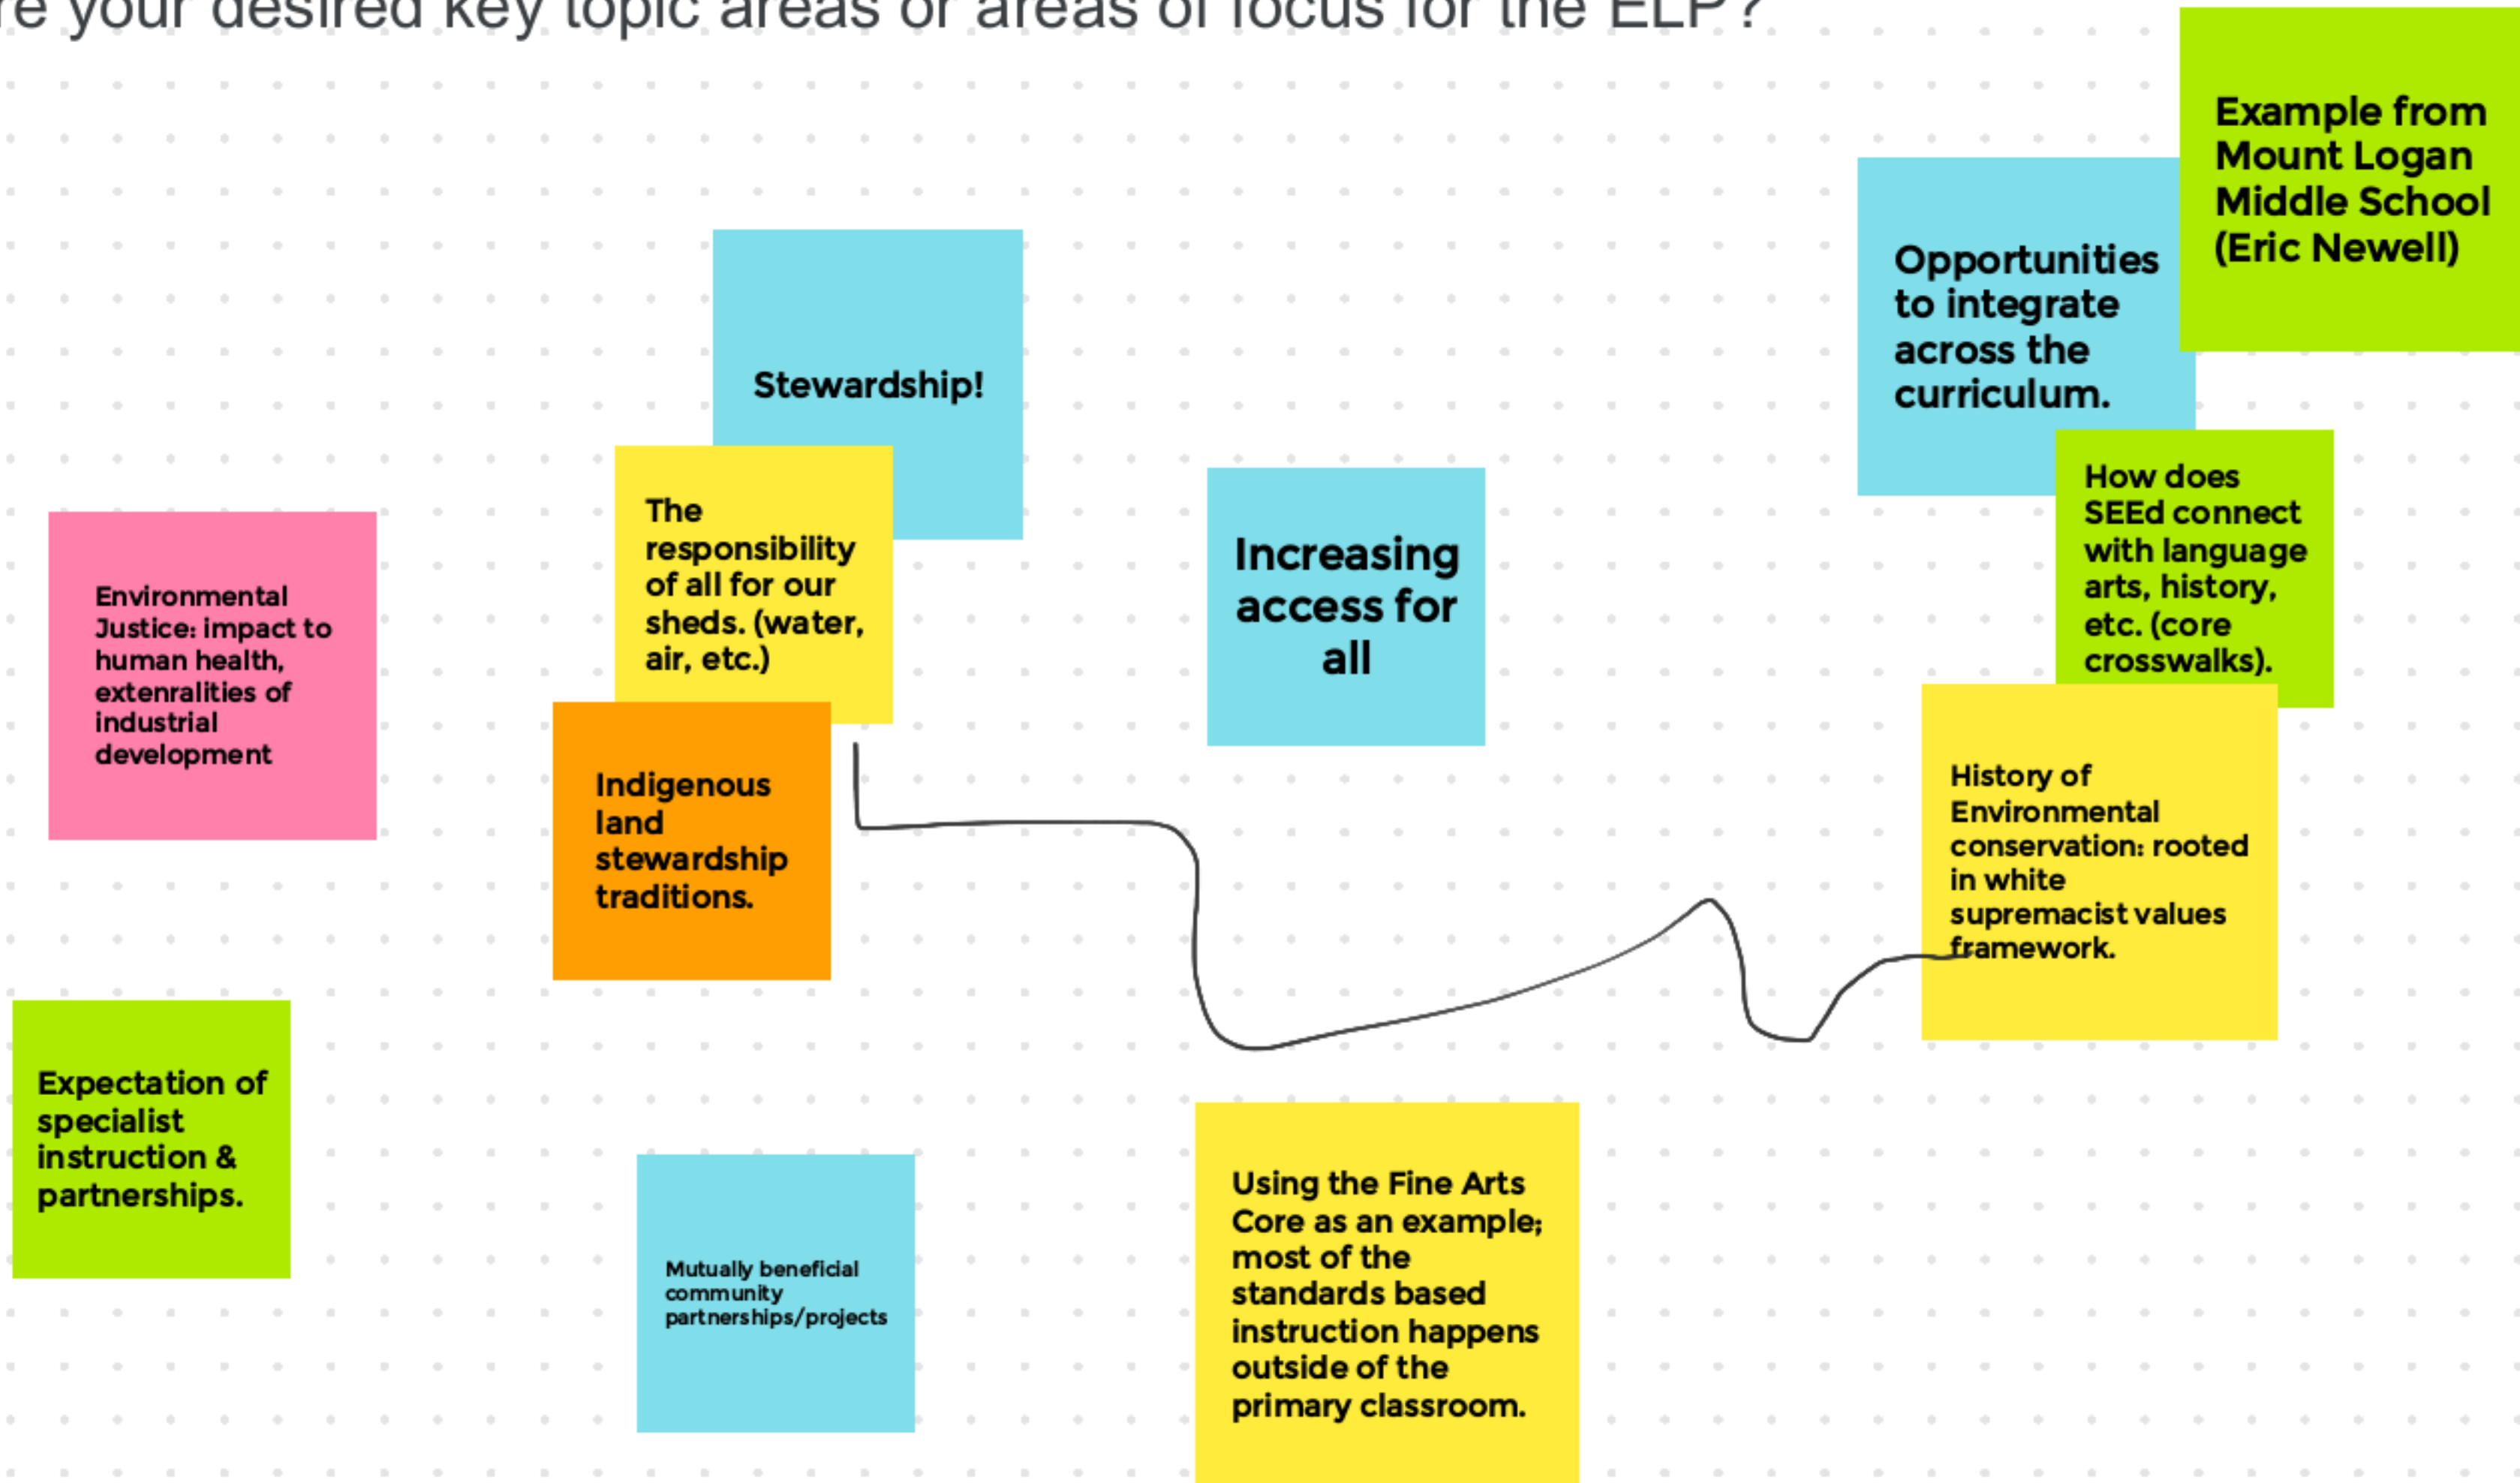 re your desired key topic areas or areas of focus for the ELP?
Example from
Mount Logan
Middle School
(Eric Newell)
Opportunities
to integrate
across the
curriculum.
Stewardship!
The
responsibility
of all for our
sheds. (water,
air, etc.)
Increasing
access for
all
How does
SEEd connect
with language
arts, history,
etc. (core
crosswalks).
Environmental
Justice: impact to
human health,
extenralities of
industrial
development
Indigenous
land
stewardship
traditions.
History of
Environmental
conservation: rooted
in white
supremacist values
framework.
Expectation of
specialist
instruction &
partnerships.
Mutually beneficial
community
partnerships/projects
Using the Fine Arts
Core as an example;
most of the
standards based
instruction happens
outside of the
primary classroom.